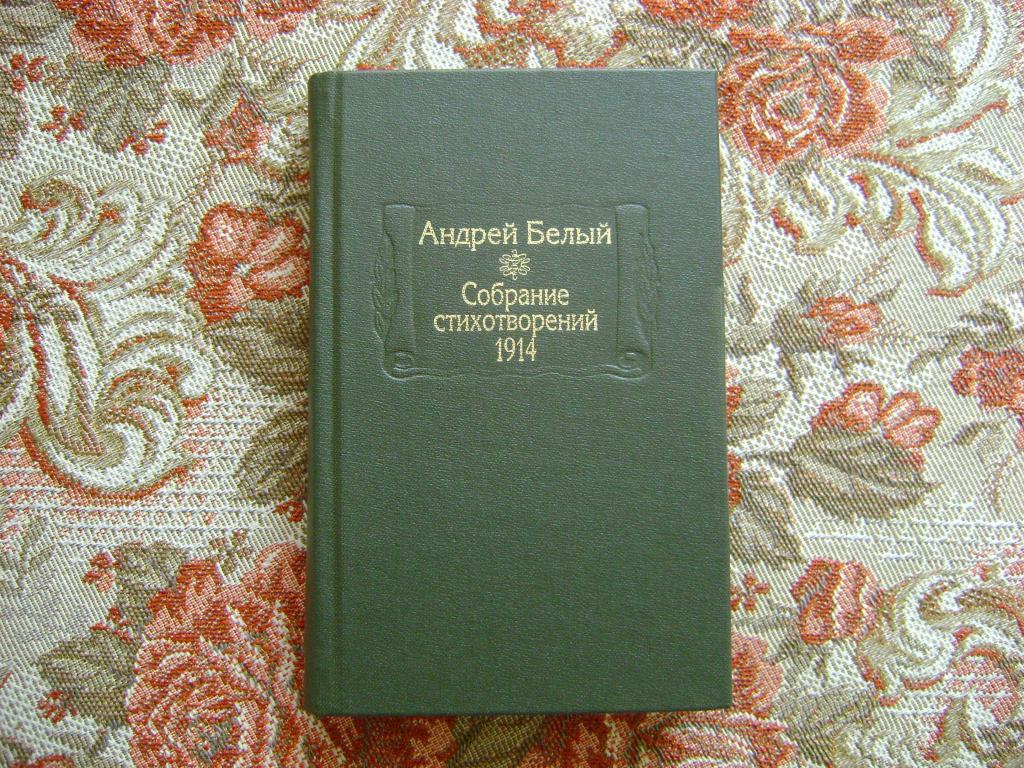 Андрей Белый
Собрание
стихотворений
1914